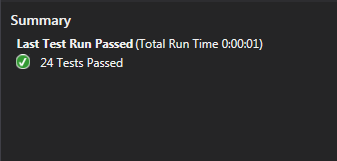 Summary
Last Test Run Passed (Total Run Time 0:00:01)
24 Tests Passed